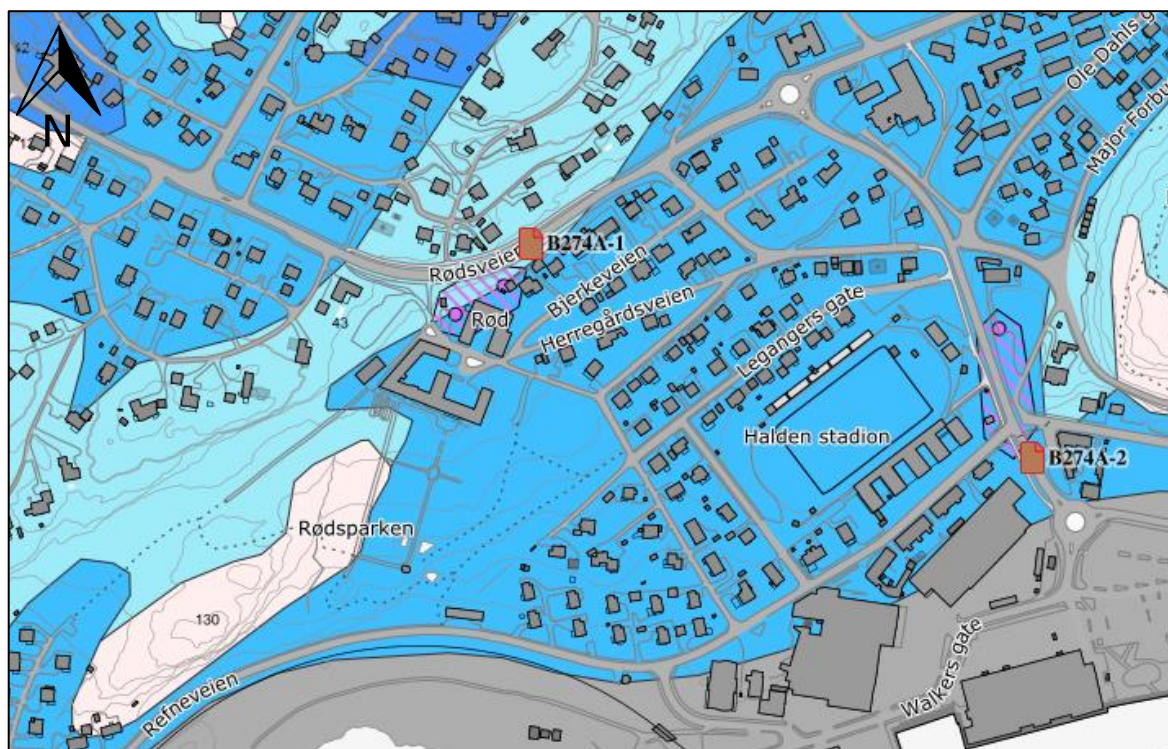 42
Ole Dahls g
Major Forbu
N
B274A-1
Rødsveien
Bjerkeveien
43
Rød
Herregårdsveien
Legangers gate
Halden stadion
B274A-2
Rødsparken
130
Walkers gate
Refneveien